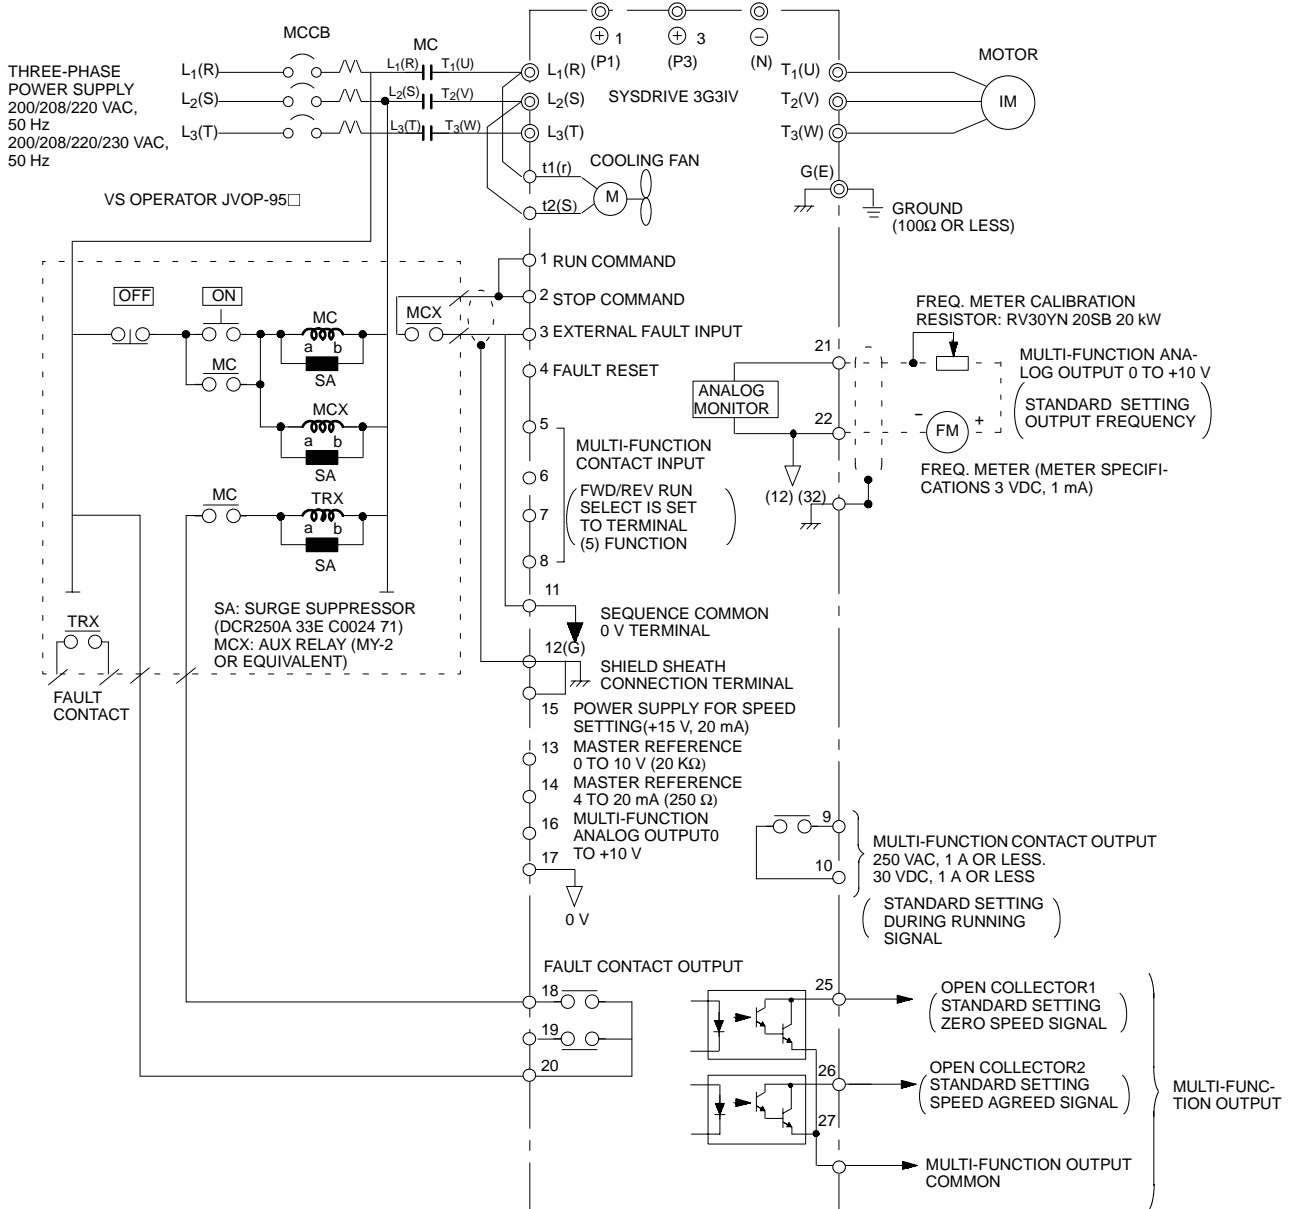 MCCB
MC
1
3
(P1)
(P3)
(N)
MOTOR
THREE-PHASE
POWER SUPPLY
200/208/220 VAC,
50 Hz
200/208/220/230 VAC,
50 Hz
L1(R)
L2(S)
L3(T)
L1(R)
T1(U)
L2(S)
T2(V)
L3(T)
T3(W)
L1(R)
L2(S)
L3(T)
SYSDRIVE 3G3IV
T1(U)
T2(V)
T3(W)
IM
t1(r)
t2(S)
COOLING FAN
M
G(E)
GROUND
(100Ω OR LESS)
VS OPERATOR JVOP-95□
OFF
ON
MC
a b
SA
MC
MCX
a b
SA
MC
TRX
a b
SA
MCX
1 RUN COMMAND
2 STOP COMMAND
3 EXTERNAL FAULT INPUT
4 FAULT RESET
5
6
7
8
MULTI-FUNCTION
CONTACT INPUT
FWD/REV RUN
SELECT IS SET
TO TERMINAL
(5) FUNCTION
FREQ. METER CALIBRATION
RESISTOR: RV30YN 20SB 20 kW
21
22
ANALOG
MONITOR
MULTI-FUNCTION ANA-
LOG OUTPUT 0 TO +10 V
STANDARD SETTING
OUTPUT FREQUENCY
− FM +
FREQ. METER (METER SPECIFI-
CATIONS 3 VDC, 1 mA)
(12) (32)
SA: SURGE SUPPRESSOR
(DCR250A 33E C0024 71)
MCX: AUX RELAY (MY-2
OR EQUIVALENT)
TRX
FAULT
CONTACT
11
SEQUENCE COMMON
0 V TERMINAL
12(G)
SHIELD SHEATH
CONNECTION TERMINAL
15 POWER SUPPLY FOR SPEED
SETTING(+15 V, 20 mA)
13 MASTER REFERENCE
0 TO 10 V (20 KΩ)
14 MASTER REFERENCE
4 TO 20 mA (250 Ω)
16 MULTI-FUNCTION
ANALOG OUTPUT0
TO +10 V
17
0 V
9
10
MULTI-FUNCTION CONTACT OUTPUT
250 VAC, 1 A OR LESS.
30 VDC, 1 A OR LESS
STANDARD SETTING
DURING RUNNING
SIGNAL
FAULT CONTACT OUTPUT
18
19
20
25
OPEN COLLECTOR1
STANDARD SETTING
ZERO SPEED SIGNAL
26
OPEN COLLECTOR2
STANDARD SETTING
SPEED AGREED SIGNAL
27
MULTI-FUNCTION OUTPUT
COMMON
MULTI-FUNC-
TION OUTPUT